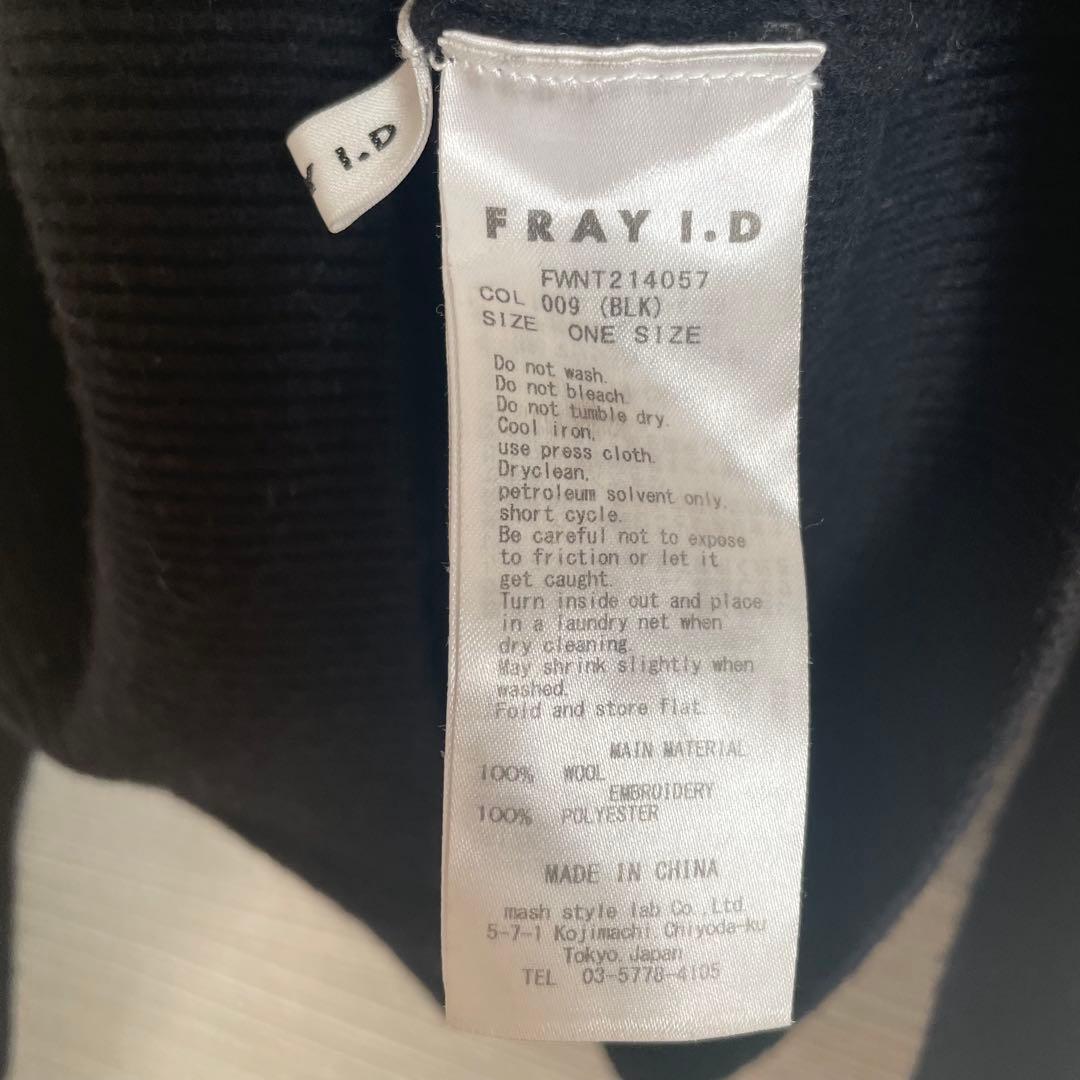 Y I.D
FRAY I.D
FWNT214057
COL 009 (BLK)
SIZE ONE SIZE
Do not wash.
Do not bleach.
Do not tumble dry.
Cool iron,
use press cloth.
Dryclean,
petroleum solvent only,
short cycle.
Be careful not to expose
to friction or let it
get caught.
Turn inside out and place
in a laundry net when
dry cleaning.
May shrink slightly when
washed.
Fold and store flat.
MAIN MATERIAL
100% WOOL
EMBROIDERY
100% POLYESTER
MADE IN CHINA
mash style lab Co.,Ltd.
5-7-1 Kojimachi Chiyoda-ku
Tokyo. Japan
TEL 03-5778-4105